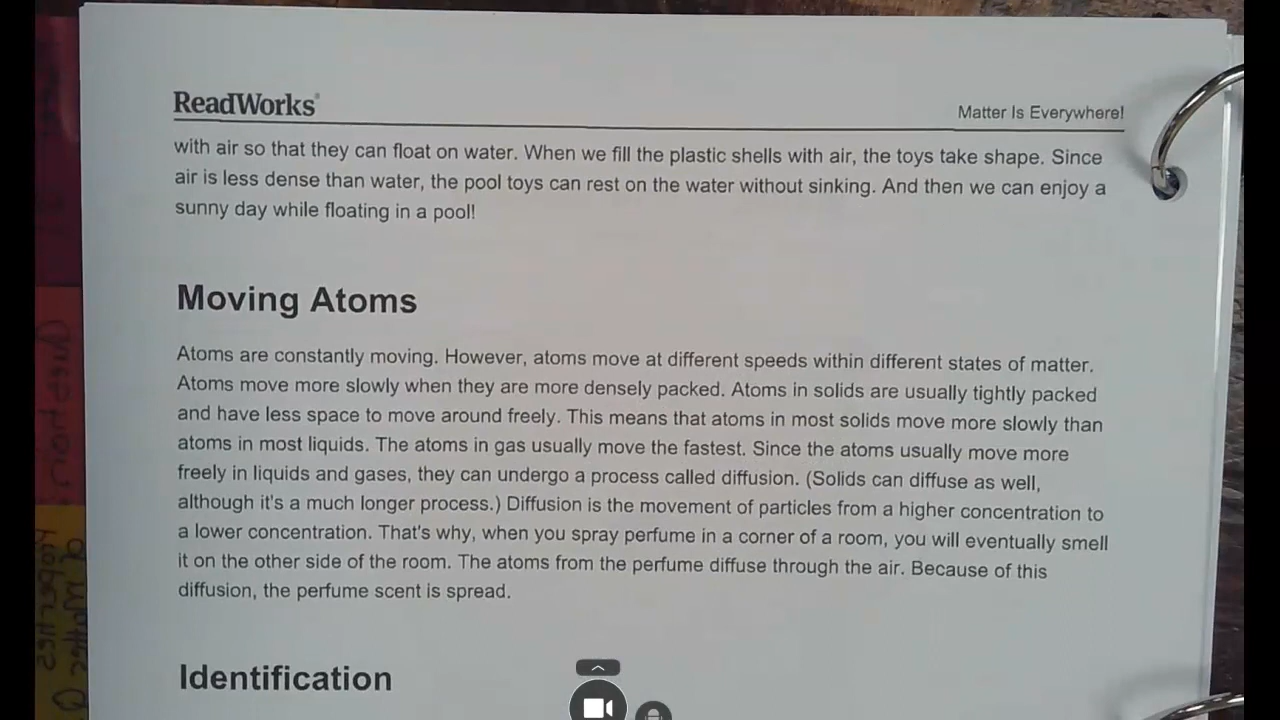 ReadWorks®
Matter Is Everywhere!
with air so that they can float on water. When we fill the plastic shells with air, the toys take shape. Since
air is less dense than water, the pool toys can rest on the water without sinking. And then we can enjoy a
sunny day while floating in a pool!
Moving Atoms
Atoms are constantly moving. However, atoms move at different speeds within different states of matter.
Atoms move more slowly when they are more densely packed. Atoms in solids are usually tightly packed
and have less space to move around freely. This means that atoms in most solids move more slowly than
atoms in most liquids. The atoms in gas usually move the fastest. Since the atoms usually move more
freely in liquids and gases, they can undergo a process called diffusion. (Solids can diffuse as well,
although it's a much longer process.) Diffusion is the movement of particles from a higher concentration to
a lower concentration. That's why, when you spray perfume in a corner of a room, you will eventually smell
it on the other side of the room. The atoms from the perfume diffuse through the air. Because of this
diffusion, the perfume scent is spread.
Identification
Properties
of Matter